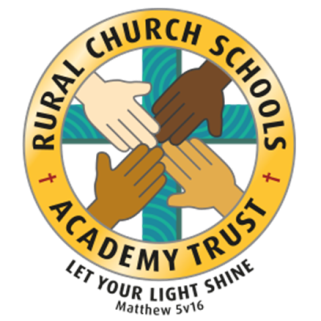 RURAL CHURCH SCHOOLS
ACADEMY TRUST
LET YOUR LIGHT SHINE
Matthew 5v16